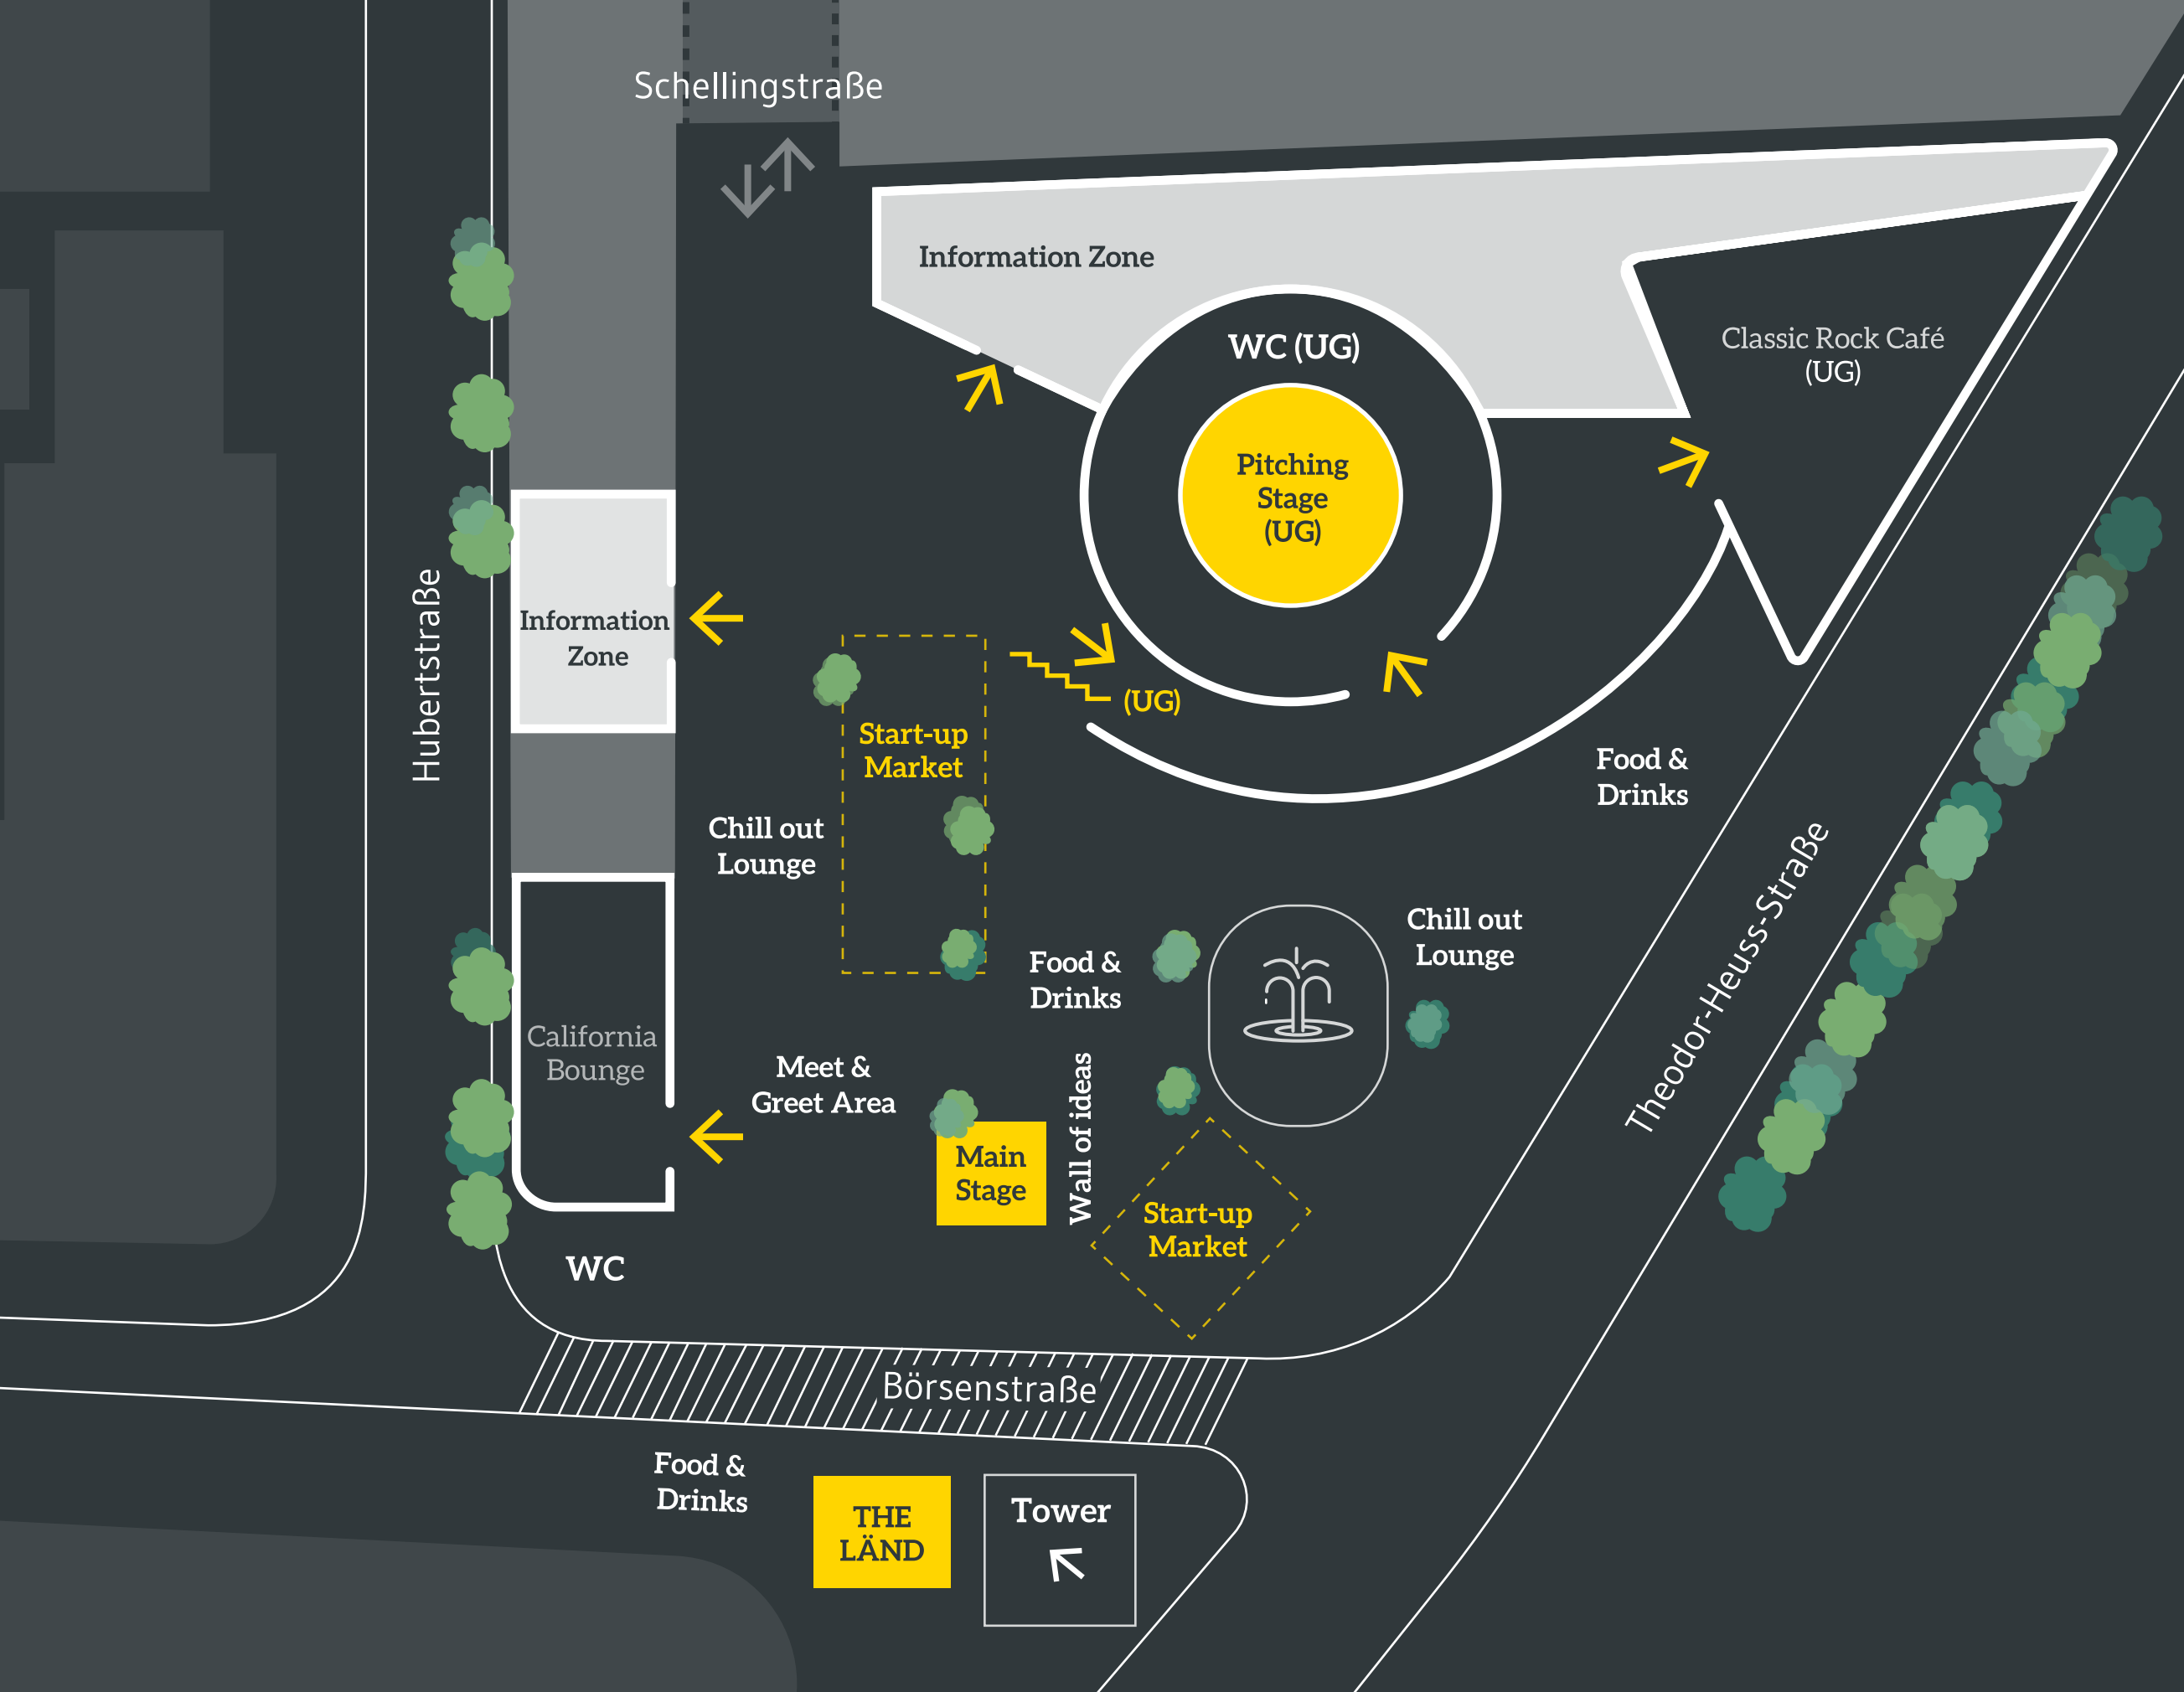 Schellingstraße
Information Zone
WC (UG)
Classic Rock Café
(UG)
Pitching
Stage
(UG)
Hubertstraße
Information
Zone
(UG)
Start-up
Market
Food &
Drinks
Chill out
Lounge
Theodor-Heuss-Straße
Chill out
Lounge
Food &
Drinks
California
Bounge
Meet &
Greet Area
Wall of ideas
Main
Stage
Start-up
Market
WC
Börsenstraße
Food &
Drinks
THE
LÄND
Tower